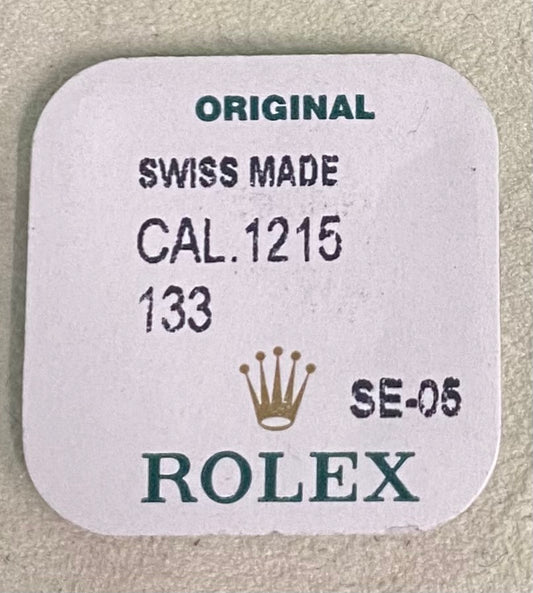 ORIGINAL
SWISS MADE
CAL.1215
133
SE-05
ROLEX